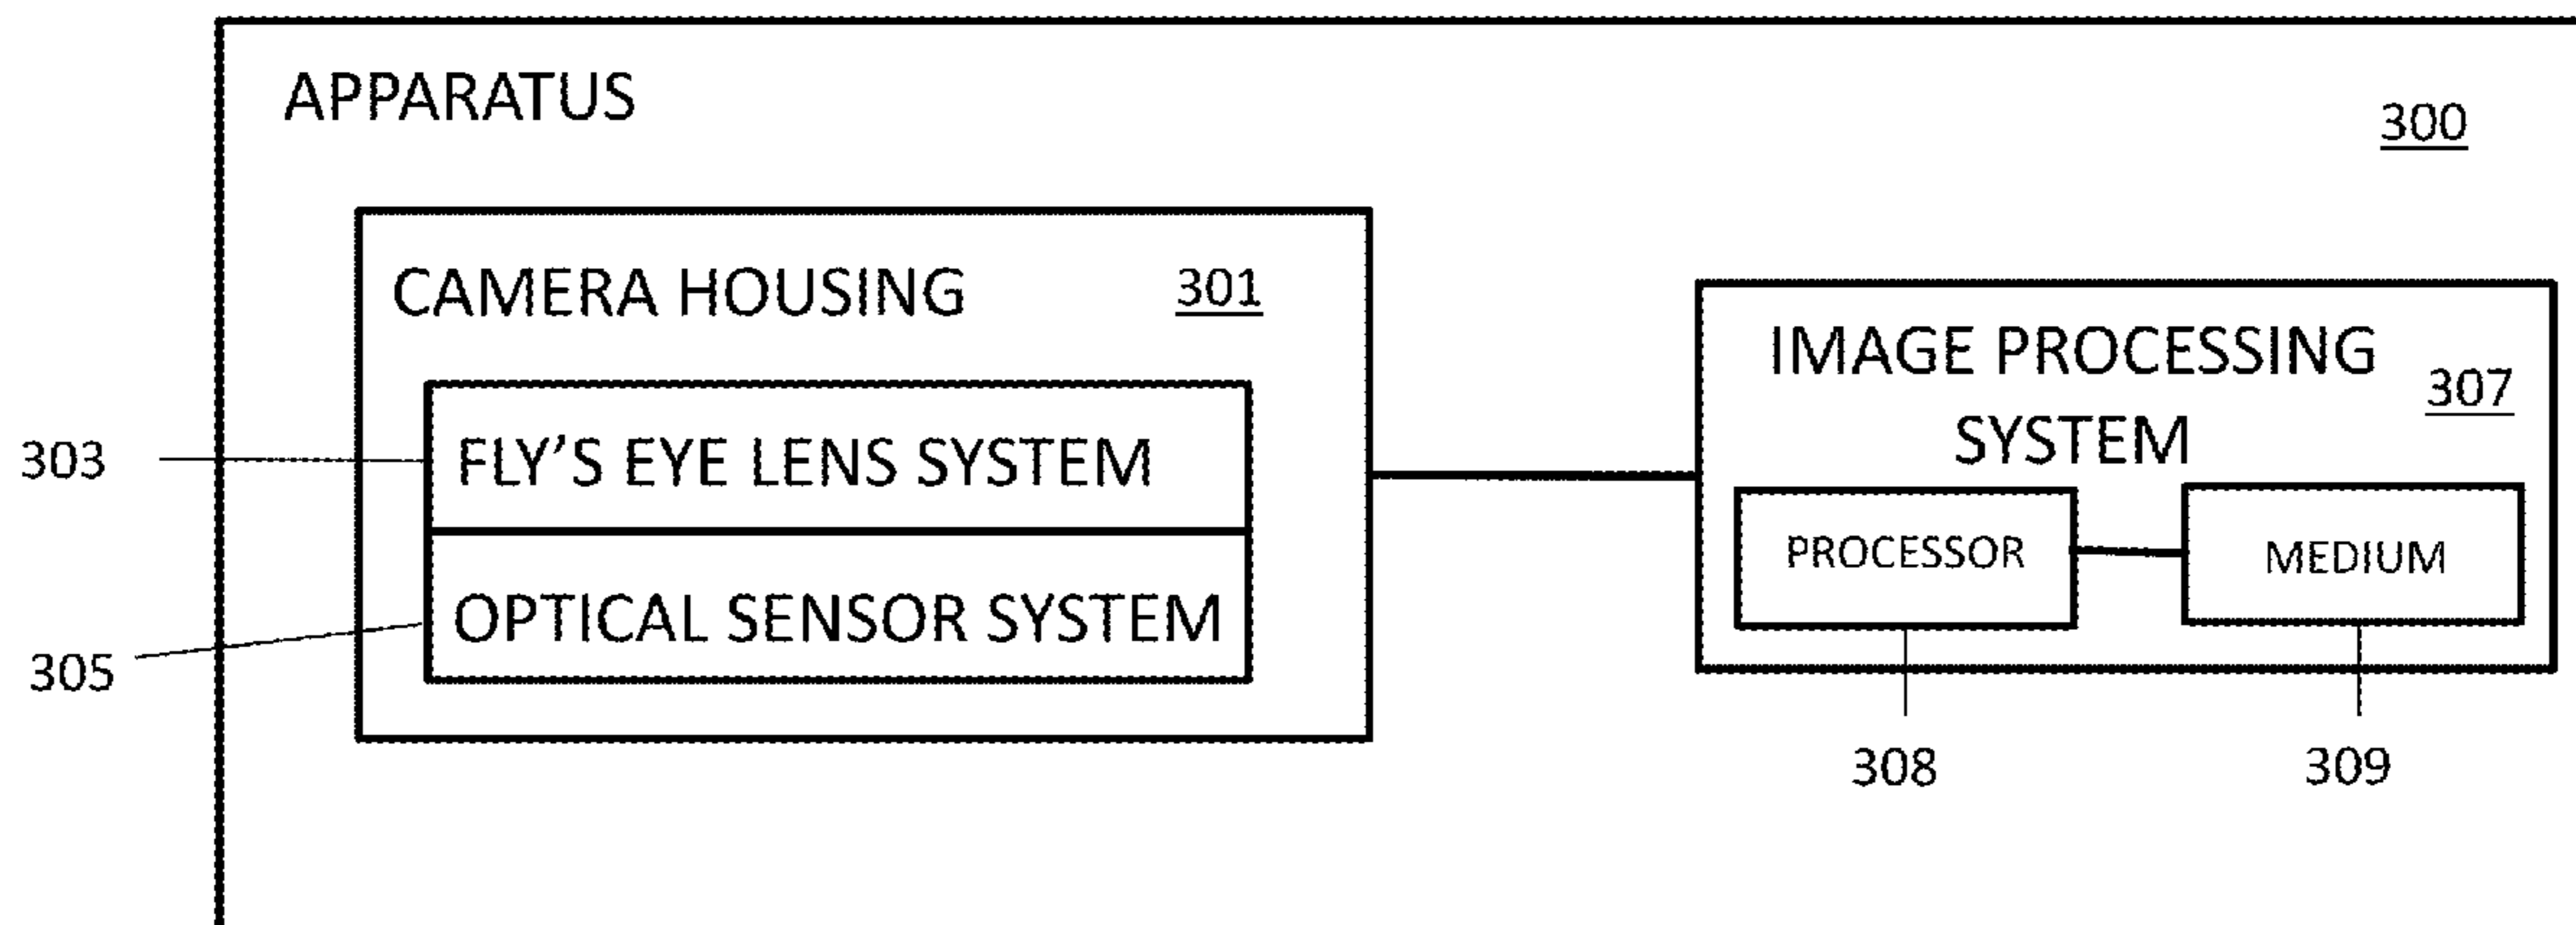 APPARATUS
300
CAMERA HOUSING 301
IMAGE PROCESSING
SYSTEM
307
303
FLY'S EYE LENS SYSTEM
PROCESSOR
MEDIUM
OPTICAL SENSOR SYSTEM
305
308
309